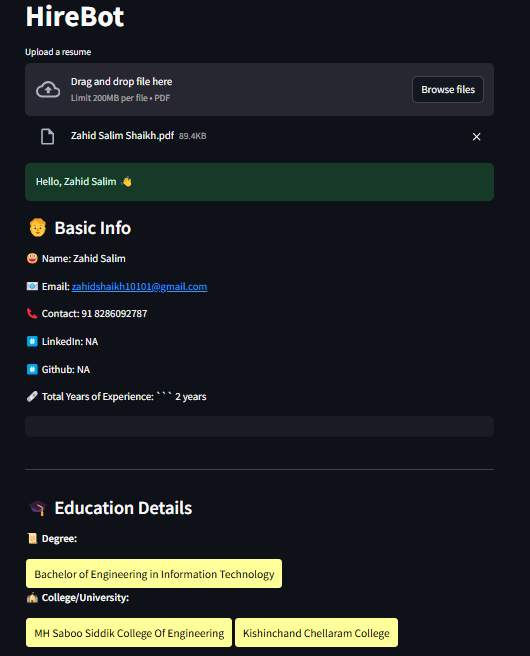 HireBot
Upload a resume
Drag and drop file here
Limit 200MB per file • PDF
Browse files
Zahid Salim Shaikh.pdf 89.4KB
Hello, Zahid Salim 👋
Basic Info
Name: Zahid Salim
Email: zahidshaikh10101@gmail.com
Contact: 91 8286092787
LinkedIn: NA
Github: NA
Total Years of Experience: ``` 2 years
Education Details
Degree:
Bachelor of Engineering in Information Technology
College/University:
MH Saboo Siddik College Of Engineering Kishinchand Chellaram College